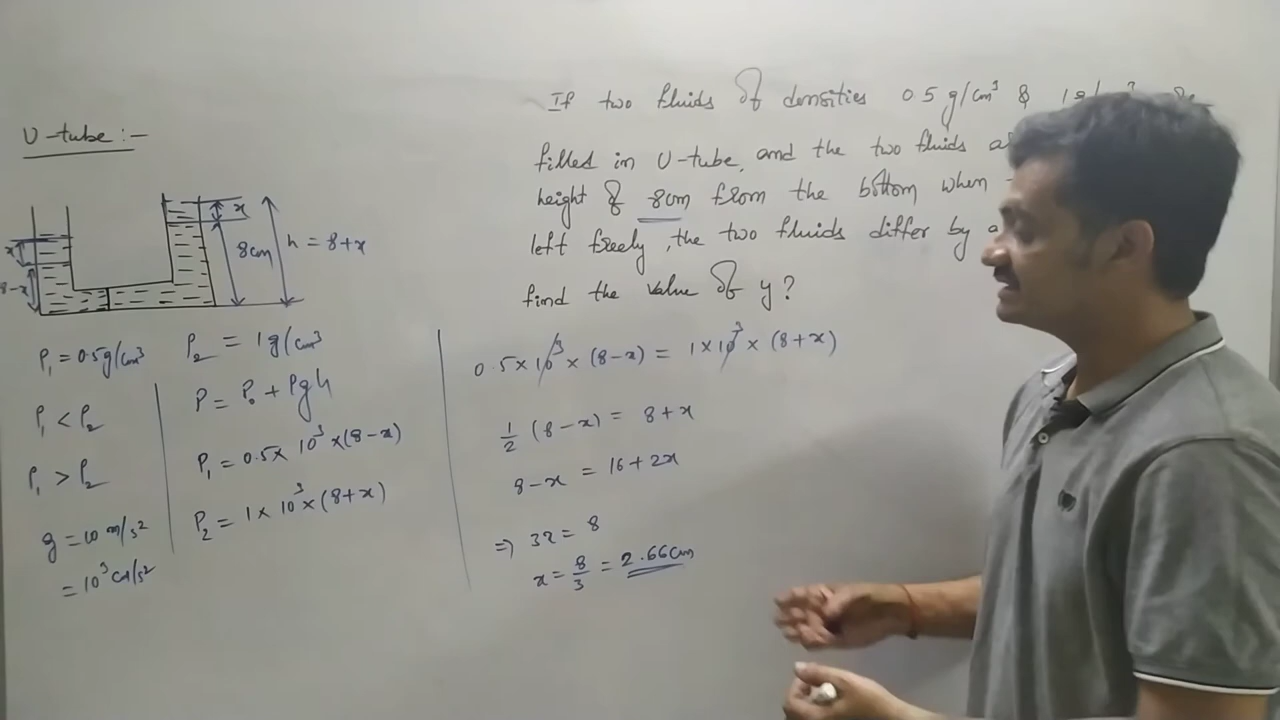 U-tube :-
If two fluids of densities 0.5 g/cm³ &
filled in U-tube, and the two fluids
height of 8cm from the bottom when
left freely, the two fluids differ by a
find the value of y?
x
x
8-x
8cm
h = 8+x
ρ₁ = 0.5g/cm³
ρ₂ = 1g/cm³
ρ₁ < ρ₂
P₁ > P₂
g = 10 m/s²
= 10³ cm/s²
P = P₀ + ρgh
P₁ = 0.5 × 10³ × (8-x)
P₂ = 1 × 10³ × (8+x)
0.5 × 10³ × (8-x) = 1 × 10³ × (8+x)
1/2 (8-x) = 8+x
8-x = 16+2x
⇒ 3x = 8
x = 8/3 = 2.66cm